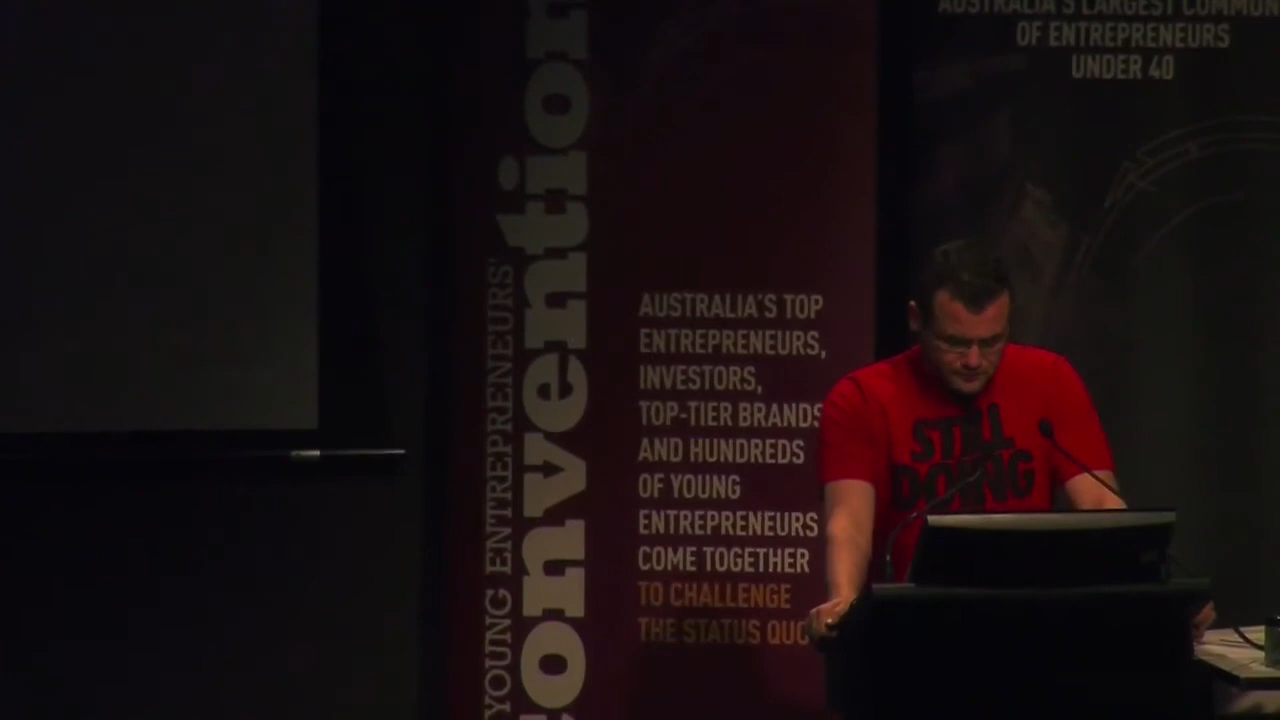 AUSTRALIA'S LARGEST COMMUN
OF ENTREPRENEURS
UNDER 40
YOUNG ENTREPRENEURS'
onvention
AUSTRALIA'S TOP
ENTREPRENEURS,
INVESTORS,
TOP-TIER BRANDS
AND HUNDREDS
OF YOUNG
ENTREPRENEURS
COME TOGETHER
TO CHALLENGE
THE STATUS QUO
STILL
DOING